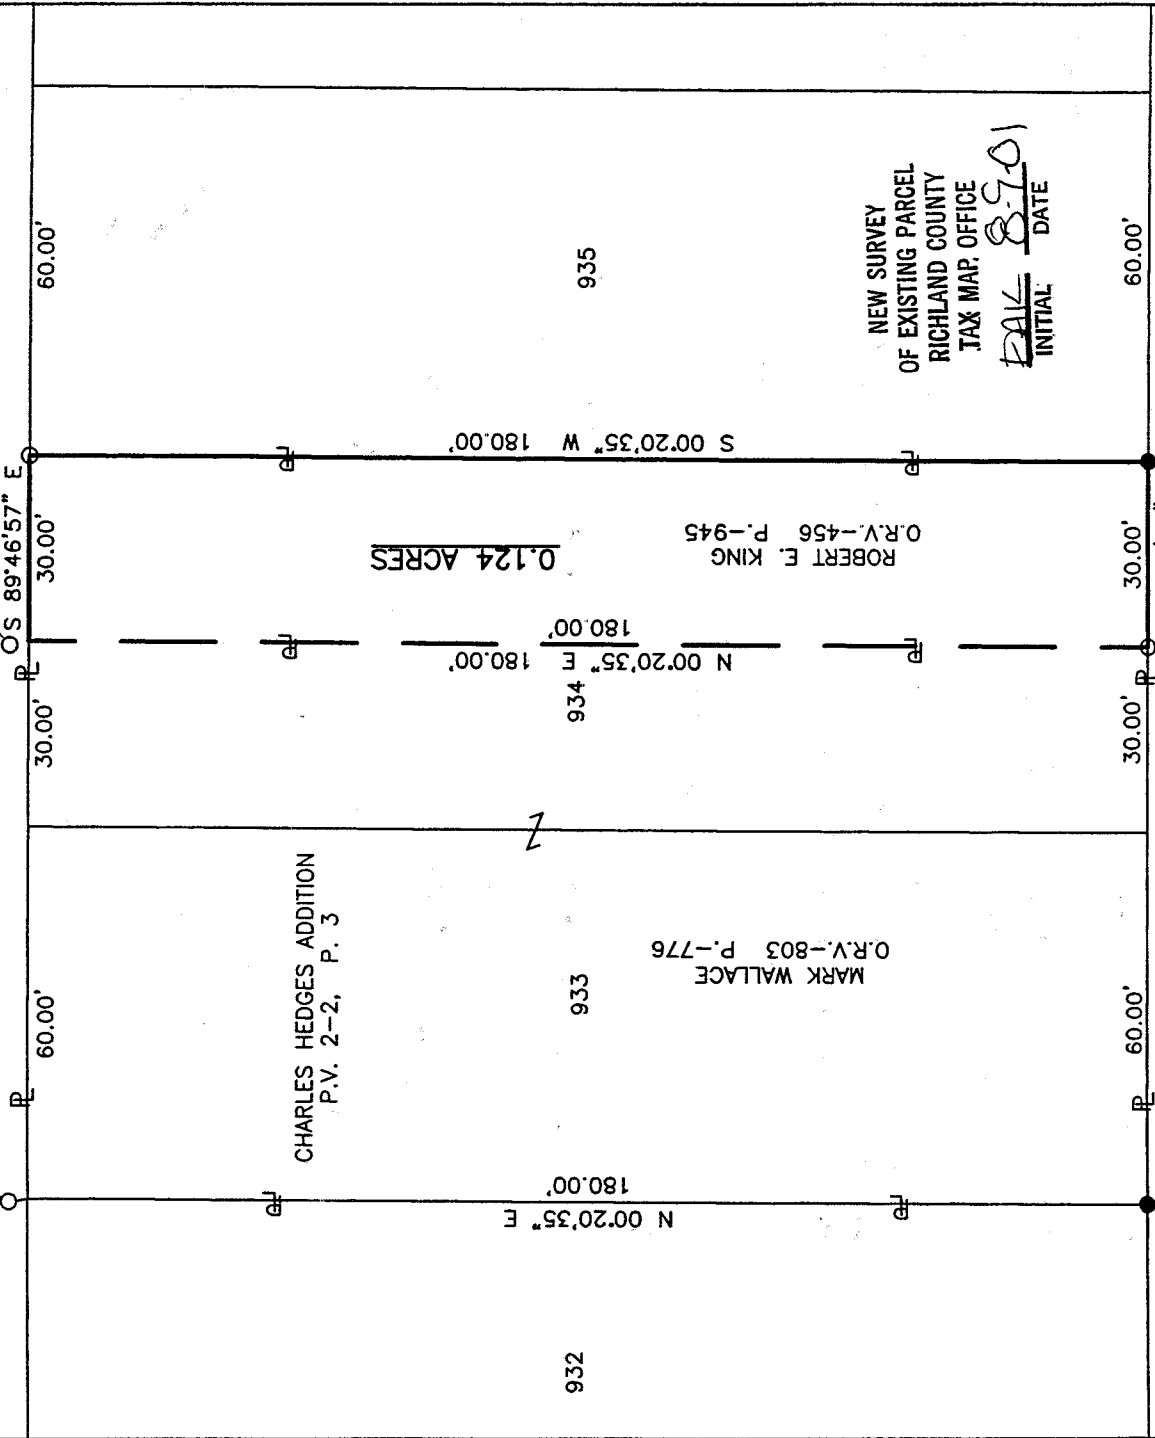 S 89°46'57" E
60.00'
30.00'
30.00'
60.00'
935
NEW SURVEY
OF EXISTING PARCEL
RICHLAND COUNTY
TAX MAP OFFICE
8-9-01
INITIAL DATE
S 00°20'35" W 180.00'
0.124 ACRES
ROBERT E. KING
O.R.V.-456 P.-945
180.00'
N 00°20'35" E 180.00'
934
CHARLES HEDGES ADDITION
P.V. 2-2, P. 3
933
MARK WALLACE
O.R.V.-803 P.-776
180.00'
N 00°20'35" E
932
60.00'
30.00'
30.00'
60.00'